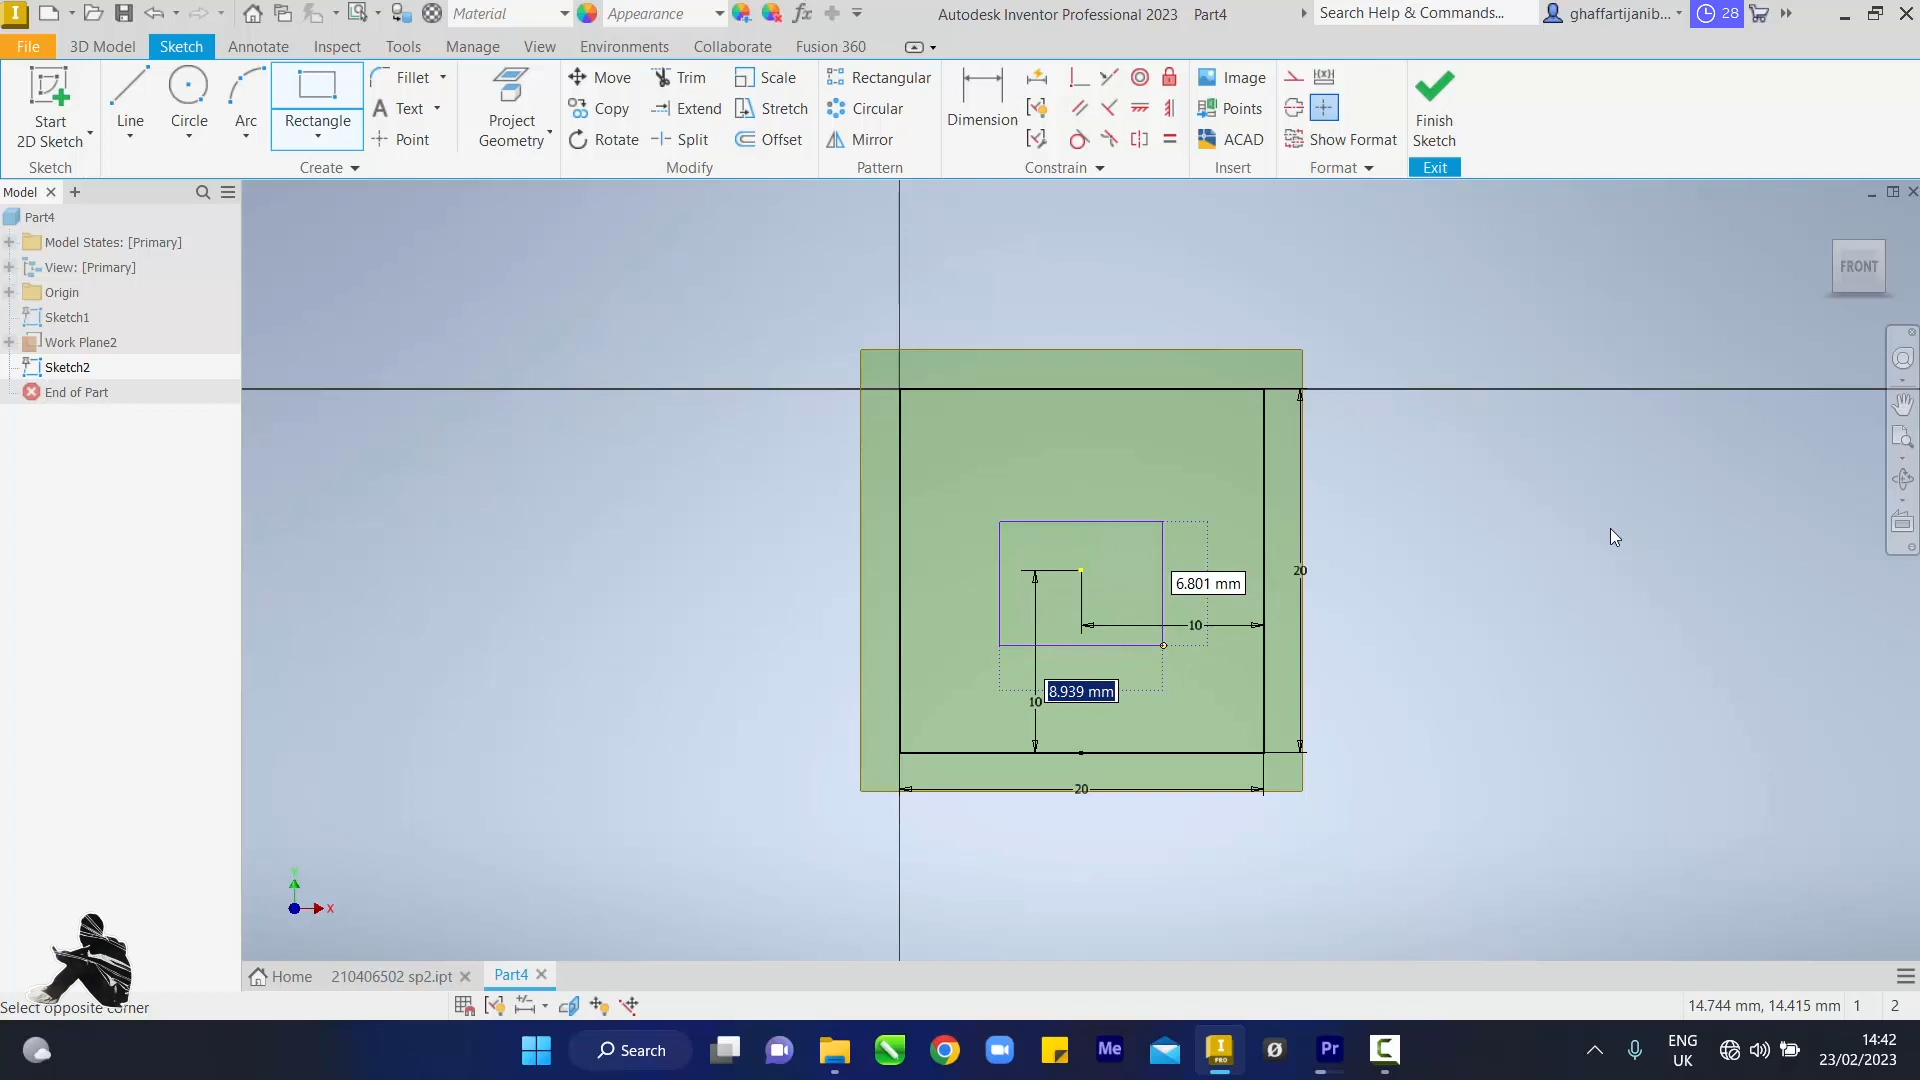 Material
Appearance
Autodesk Inventor Professional 2023 Part4
Search Help & Commands...
ghaffartijanib...
28
File 3D Model Sketch Annotate Inspect Tools Manage View Environments Collaborate Fusion 360
Start
2D Sketch
Line
Circle
Arc
Rectangle
Fillet
Text
Point
Project
Geometry
Move
Copy
Rotate
Trim
Extend
Split
Scale
Stretch
Offset
Rectangular
Circular
Mirror
Dimension
Image
Points
ACAD
Show Format
Finish
Sketch
Sketch Create Modify Pattern Constrain Insert Format Exit
Model
Part4
Model States: [Primary]
View: [Primary]
Origin
Sketch1
Work Plane2
Sketch2
End of Part
FRONT
20
6.801 mm
10
8.939 mm
10
20
Y
X
Home 210406502 sp2.ipt Part4
Select opposite corner
14.744 mm, 14.415 mm 1 2
Search
Me
PRO
Pr
ENG
UK
14:42
23/02/2023